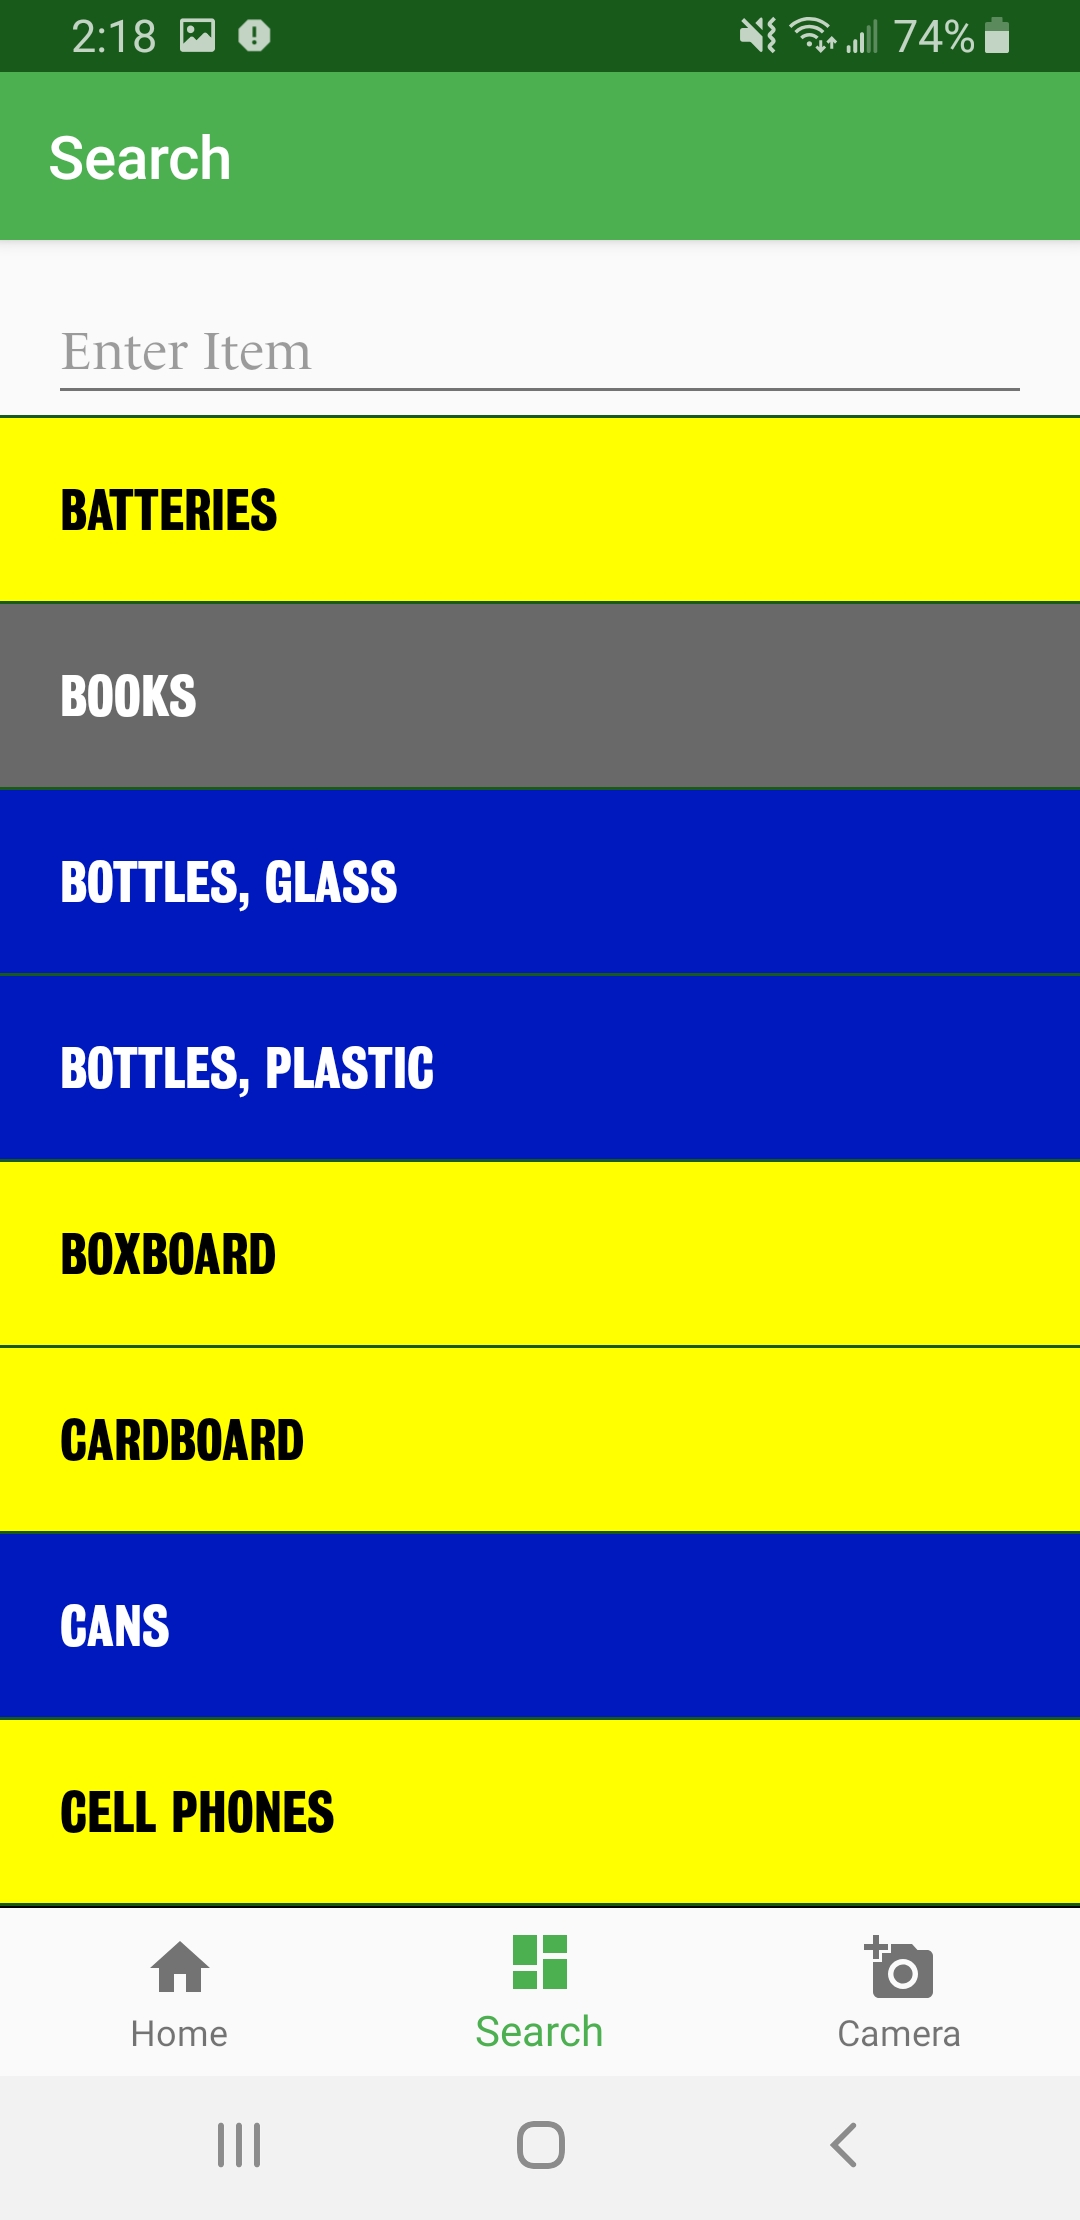 2:18 74%
Search
Enter Item
BATTERIES
BOOKS
BOTTLES, GLASS
BOTTLES, PLASTIC
BOXBOARD
CARDBOARD
CANS
CELL PHONES
Home Search Camera